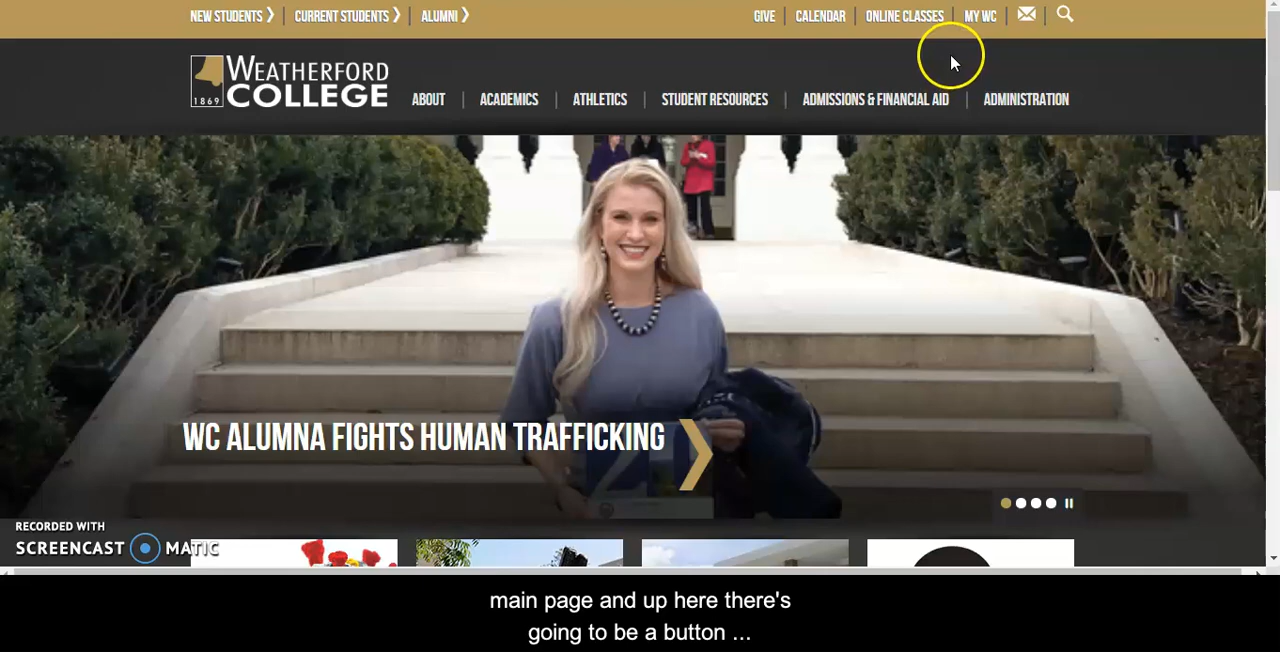 NEW STUDENTS ❯ | CURRENT STUDENTS ❯ | ALUMNI ❯ GIVE | CALENDAR | ONLINE CLASSES | MY WC
WEATHERFORD
COLLEGE
1869
ABOUT | ACADEMICS | ATHLETICS | STUDENT RESOURCES | ADMISSIONS & FINANCIAL AID | ADMINISTRATION
WC ALUMNA FIGHTS HUMAN TRAFFICKING
RECORDED WITH
SCREENCAST MATIC
main page and up here there's
going to be a button ...